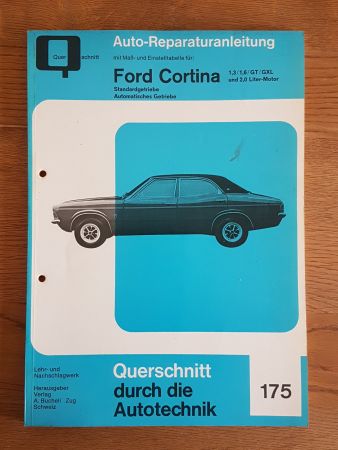 Quer schnitt
Auto-Reparaturanleitung
mit Maß- und Einstelltabelle für:
Ford Cortina
1,3/1,6/GT/GXL
und 2,0 Liter-Motor
Standardgetriebe
Automatisches Getriebe
Lehr- und
Nachschlagwerk
Herausgeber
Verlag
A. Bucheli Zug
Schweiz
Querschnitt
durch die
Autotechnik
175